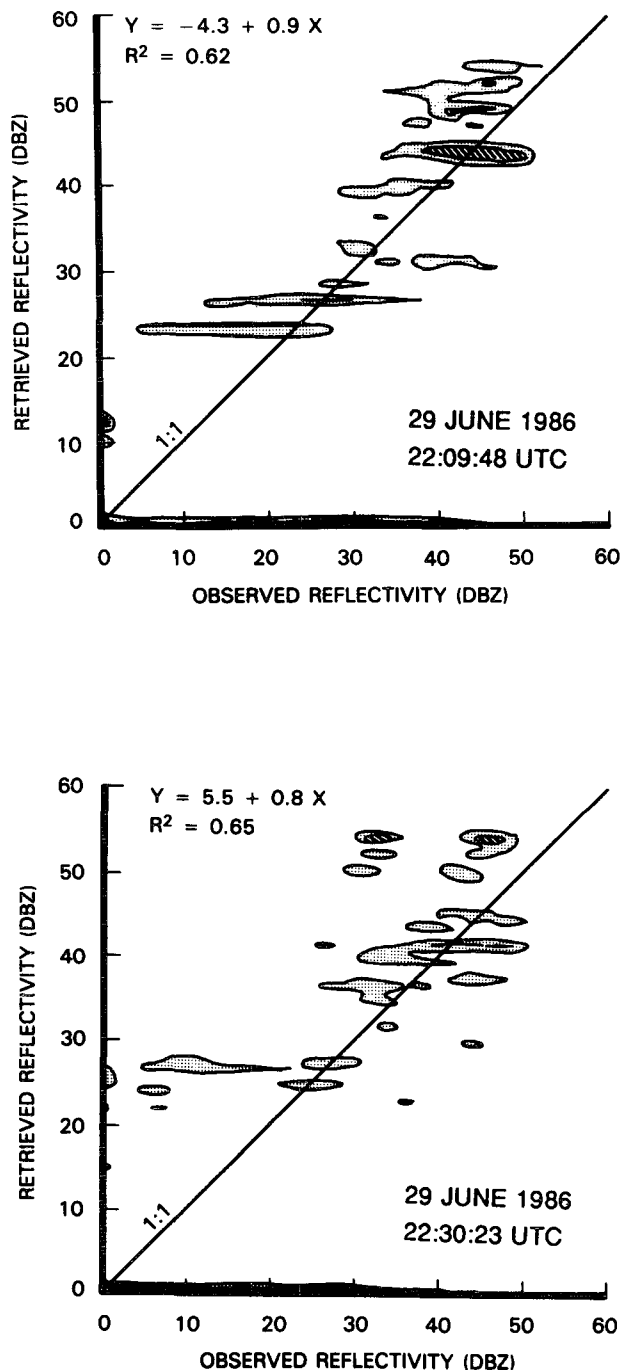 Y = −4.3 + 0.9 X
R² = 0.62
RETRIEVED REFLECTIVITY (DBZ)
60
50
40
30
20
10
0
1:1
29 JUNE 1986
22:09:48 UTC
0 10 20 30 40 50 60
OBSERVED REFLECTIVITY (DBZ)
Y = 5.5 + 0.8 X
R² = 0.65
RETRIEVED REFLECTIVITY (DBZ)
60
50
40
30
20
10
0
1:1
29 JUNE 1986
22:30:23 UTC
0 10 20 30 40 50 60
OBSERVED REFLECTIVITY (DBZ)